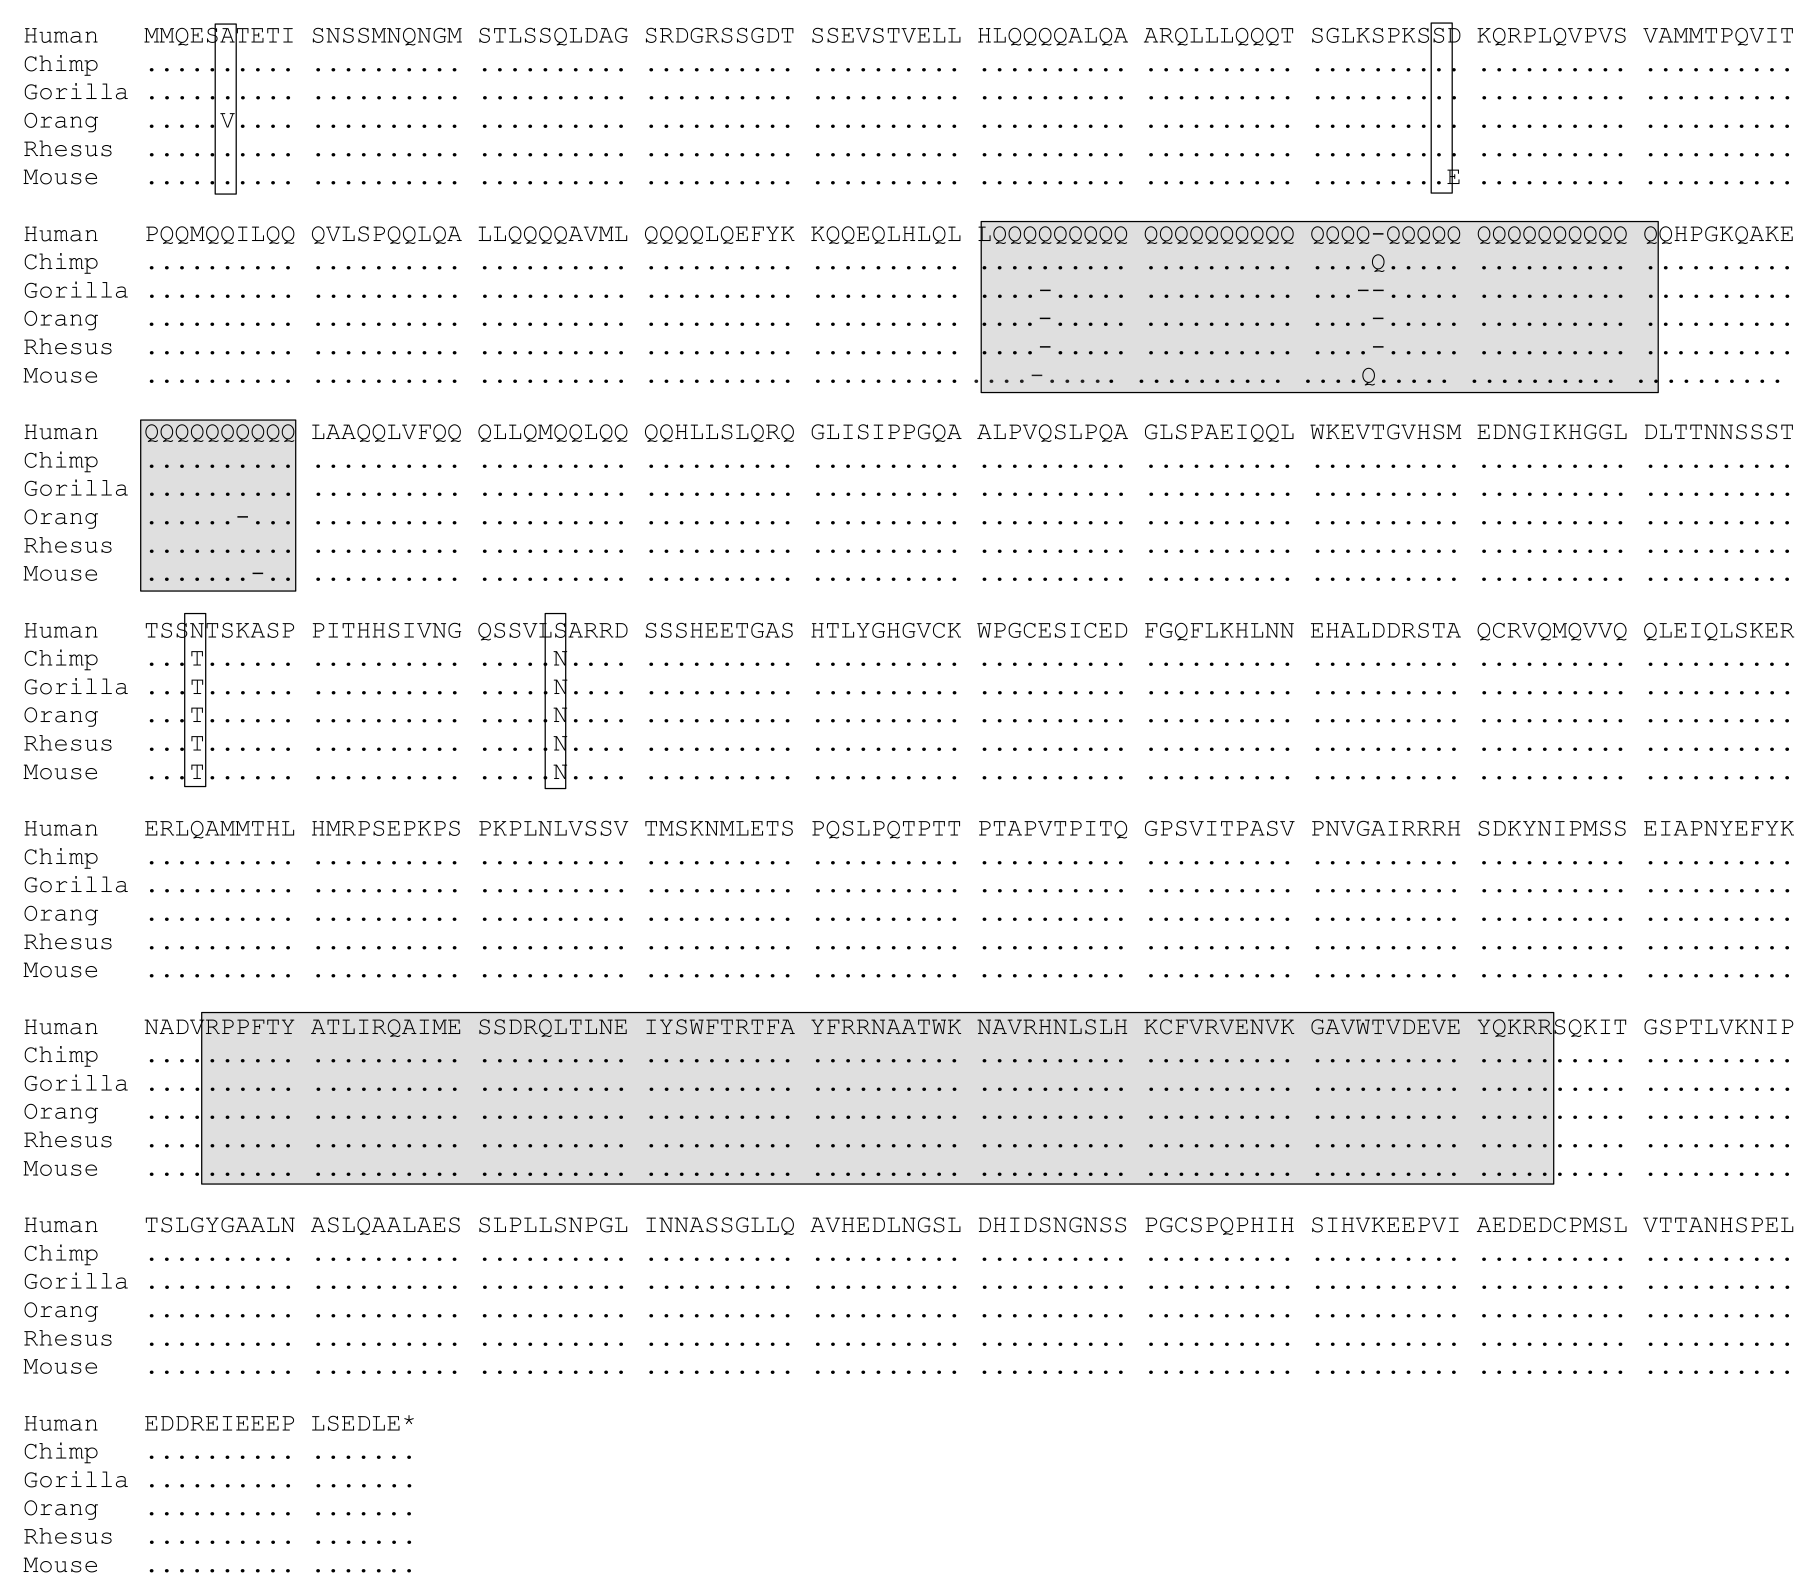 Human MMQESATETI SNSSMNQNGM STLSSQLDAG SRDGRSSGDT SSEVSTVELL HLQQQQALQA ARQLLLQQQT SGLKSPKSSD KQRPLQVPVS VAMMTPQVIT
Chimp .......... .......... .......... .......... .......... .......... .......... .......... .......... ..........
Gorilla .......... .......... .......... .......... .......... .......... .......... .......... .......... ..........
Orang .....V.... .......... .......... .......... .......... .......... .......... .......... .......... ..........
Rhesus .......... .......... .......... .......... .......... .......... .......... .......... .......... ..........
Mouse .......... .......... .......... .......... .......... .......... .......... .........E .......... ..........
Human PQQMQQILQQ QVLSPQQLQA LLQQQQAVML QQQQLQEFYK KQQEQLHLQL LQQQQQQQQQ QQQQQQQQQQ QQQQ-QQQQQ QQQQQQQQQQ QQHPGKQAKE
Chimp .......... .......... .......... .......... .......... .......... .......... ....Q..... .......... ..........
Gorilla .......... .......... .......... .......... .......... ....-..... .......... ...--..... .......... ..........
Orang .......... .......... .......... .......... .......... ....-..... .......... ....-..... .......... ..........
Rhesus .......... .......... .......... .......... .......... ....-..... .......... ....-..... .......... ..........
Mouse .......... .......... .......... .......... .......... ....-..... .......... ....Q..... .......... ..........
Human QQQQQQQQQQ LAAQQLVFQQ QLLQMQQLQQ QQHLLSLQRQ GLISIPPGQA ALPVQSLPQA GLSPAEIQQL WKEVTGVHSM EDNGIKHGGL DLTTNNSSST
Chimp .......... .......... .......... .......... .......... .......... .......... .......... .......... ..........
Gorilla .......... .......... .......... .......... .......... .......... .......... .......... .......... ..........
Orang ......-... .......... .......... .......... .......... .......... .......... .......... .......... ..........
Rhesus .......... .......... .......... .......... .......... .......... .......... .......... .......... ..........
Mouse .......-.. .......... .......... .......... .......... .......... .......... .......... .......... ..........
Human TSSNTSKASP PITHHSIVNG QSSVLSARRD SSSHEETGAS HTLYGHGVCK WPGCESICED FGQFLKHLNN EHALDDRSTA QCRVQMQVVQ QLEIQLSKER
Chimp ...T...... .......... .....N.... .......... .......... .......... .......... .......... .......... ..........
Gorilla ...T...... .......... .....N.... .......... .......... .......... .......... .......... .......... ..........
Orang ...T...... .......... .....N.... .......... .......... .......... .......... .......... .......... ..........
Rhesus ...T...... .......... .....N.... .......... .......... .......... .......... .......... .......... ..........
Mouse ...T...... .......... .....N.... .......... .......... .......... .......... .......... .......... ..........
Human ERLQAMMTHL HMRPSEPKPS PKPLNLVSSV TMSKNMLETS PQSLPQTPTT PTAPVTPITQ GPSVITPASV PNVGAIRRRH SDKYNIPMSS EIAPNYEFYK
Chimp .......... .......... .......... .......... .......... .......... .......... .......... .......... ..........
Gorilla .......... .......... .......... .......... .......... .......... .......... .......... .......... ..........
Orang .......... .......... .......... .......... .......... .......... .......... .......... .......... ..........
Rhesus .......... .......... .......... .......... .......... .......... .......... .......... .......... ..........
Mouse .......... .......... .......... .......... .......... .......... .......... .......... .......... ..........
Human NADVRPPFTY ATLIRQAIME SSDRQLTLNE IYSWFTRTFA YFRRNAATWK NAVRHNLSLH KCFVRVENVK GAVWTVDEVE YQKRRSQKIT GSPTLVKNIP
Chimp .......... .......... .......... .......... .......... .......... .......... .......... .......... ..........
Gorilla .......... .......... .......... .......... .......... .......... .......... .......... .......... ..........
Orang .......... .......... .......... .......... .......... .......... .......... .......... .......... ..........
Rhesus .......... .......... .......... .......... .......... .......... .......... .......... .......... ..........
Mouse .......... .......... .......... .......... .......... .......... .......... .......... .......... ..........
Human TSLGYGAALN ASLQAALAES SLPLLSNPGL INNASSGLLQ AVHEDLNGSL DHIDSNGNSS PGCSPQPHIH SIHVKEEPVI AEDEDCPMSL VTTANHSPEL
Chimp .......... .......... .......... .......... .......... .......... .......... .......... .......... ..........
Gorilla .......... .......... .......... .......... .......... .......... .......... .......... .......... ..........
Orang .......... .......... .......... .......... .......... .......... .......... .......... .......... ..........
Rhesus .......... .......... .......... .......... .......... .......... .......... .......... .......... ..........
Mouse .......... .......... .......... .......... .......... .......... .......... .......... .......... ..........
Human EDDREIEEEP LSEDLE*
Chimp .......... .......
Gorilla .......... .......
Orang .......... .......
Rhesus .......... .......
Mouse .......... .......